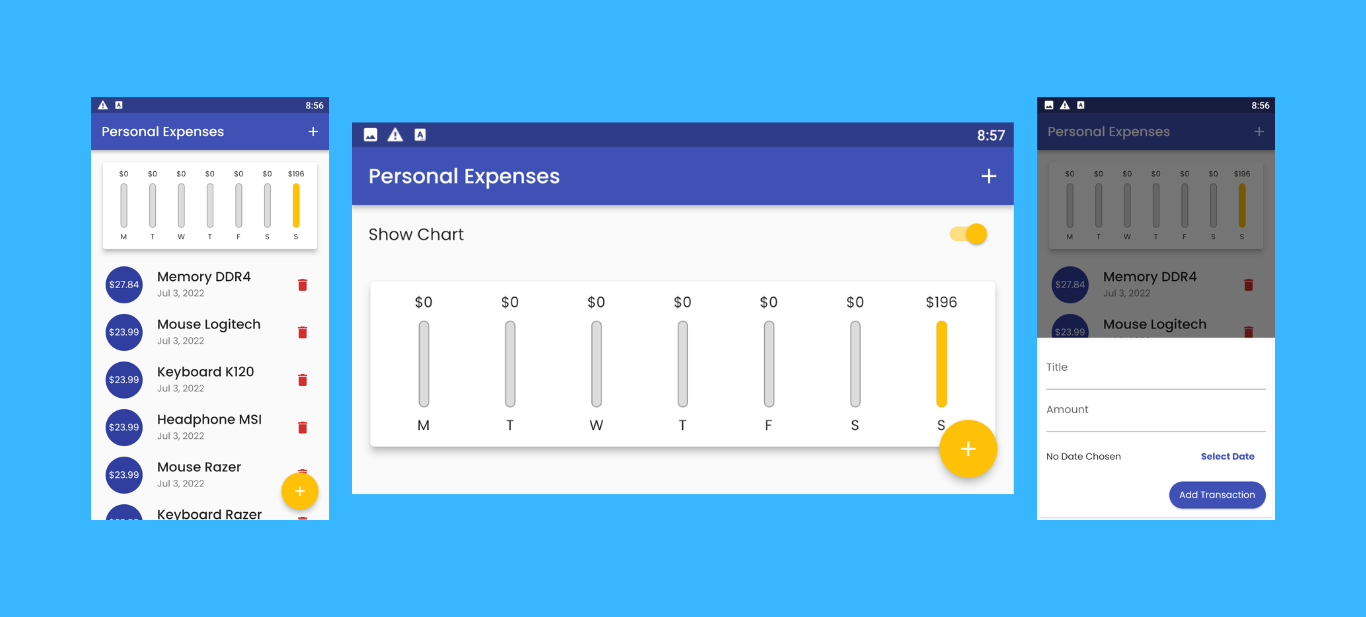 8:56
Personal Expenses +
$0 $0 $0 $0 $0 $0 $196
M T W T F S S
$27.84 Memory DDR4
Jul 3, 2022
$23.99 Mouse Logitech
Jul 3, 2022
$23.99 Keyboard K120
Jul 3, 2022
$23.99 Headphone MSI
Jul 3, 2022
$23.99 Mouse Razer
Jul 3, 2022
+
Keyboard Razer
A 8:57
Personal Expenses +
Show Chart
$0 $0 $0 $0 $0 $0 $196
M T W T F S S
+
A 8:56
Personal Expenses +
$0 $0 $0 $0 $0 $0 $196
M T W T F S S
$27.84 Memory DDR4
Jul 3, 2022
$23.99 Mouse Logitech
Title
Amount
No Date Chosen Select Date
Add Transaction